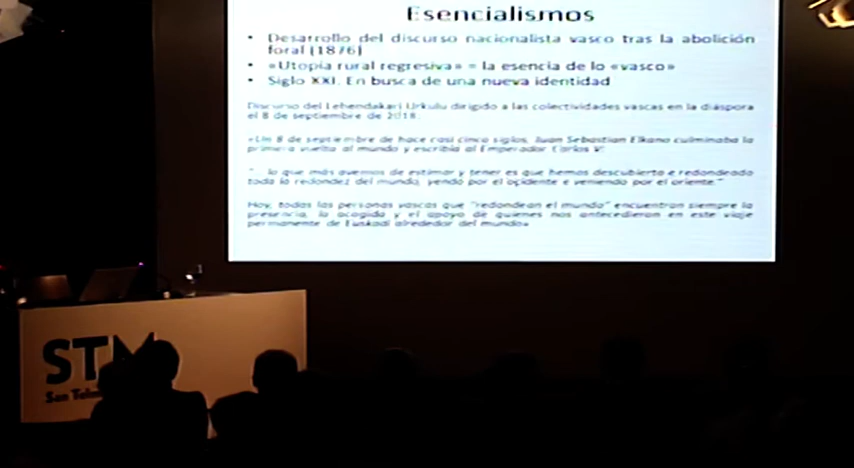 Esencialismos
• Desarrollo del discurso nacionalista vasco tras la abolición
foral (1876)
• «Utopía rural regresiva» = la esencia de lo «vasco»
• Siglo XXI. En busca de una nueva identidad
Discurso del Lehendakari Urkulu dirigido a las colectividades vascas en la diáspora
el 8 de septiembre de 2018.
«Un 8 de septiembre de hace casi cinco siglos, Juan Sebastian Elkano culminaba la
primera vuelta al mundo y escribía al Emperador Carlos V:
"...lo que más avemos de estimar y tener es que hemos descubierto e redondeado
toda la redondez del mundo, yendo por el ocidente e veniendo por el oriente."
Hoy, todas las personas vascas que "redondean el mundo" encuentran siempre la
presencia, la acogida y el apoyo de quienes nos antecedieron en este viaje
permanente de Euskadi alrededor del mundo»
STM
San Telmo